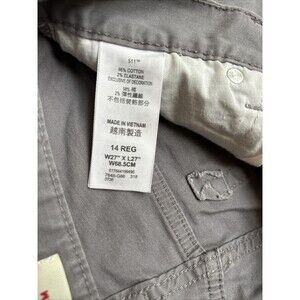 511™
98% COTTON
2% ELASTANE
EXCLUSIVE OF DECORATION
98% 棉
2% 彈性纖維
不包括裝飾部分
MADE IN VIETNAM
越南製造
14 REG
W27" X L27"
W68.5CM